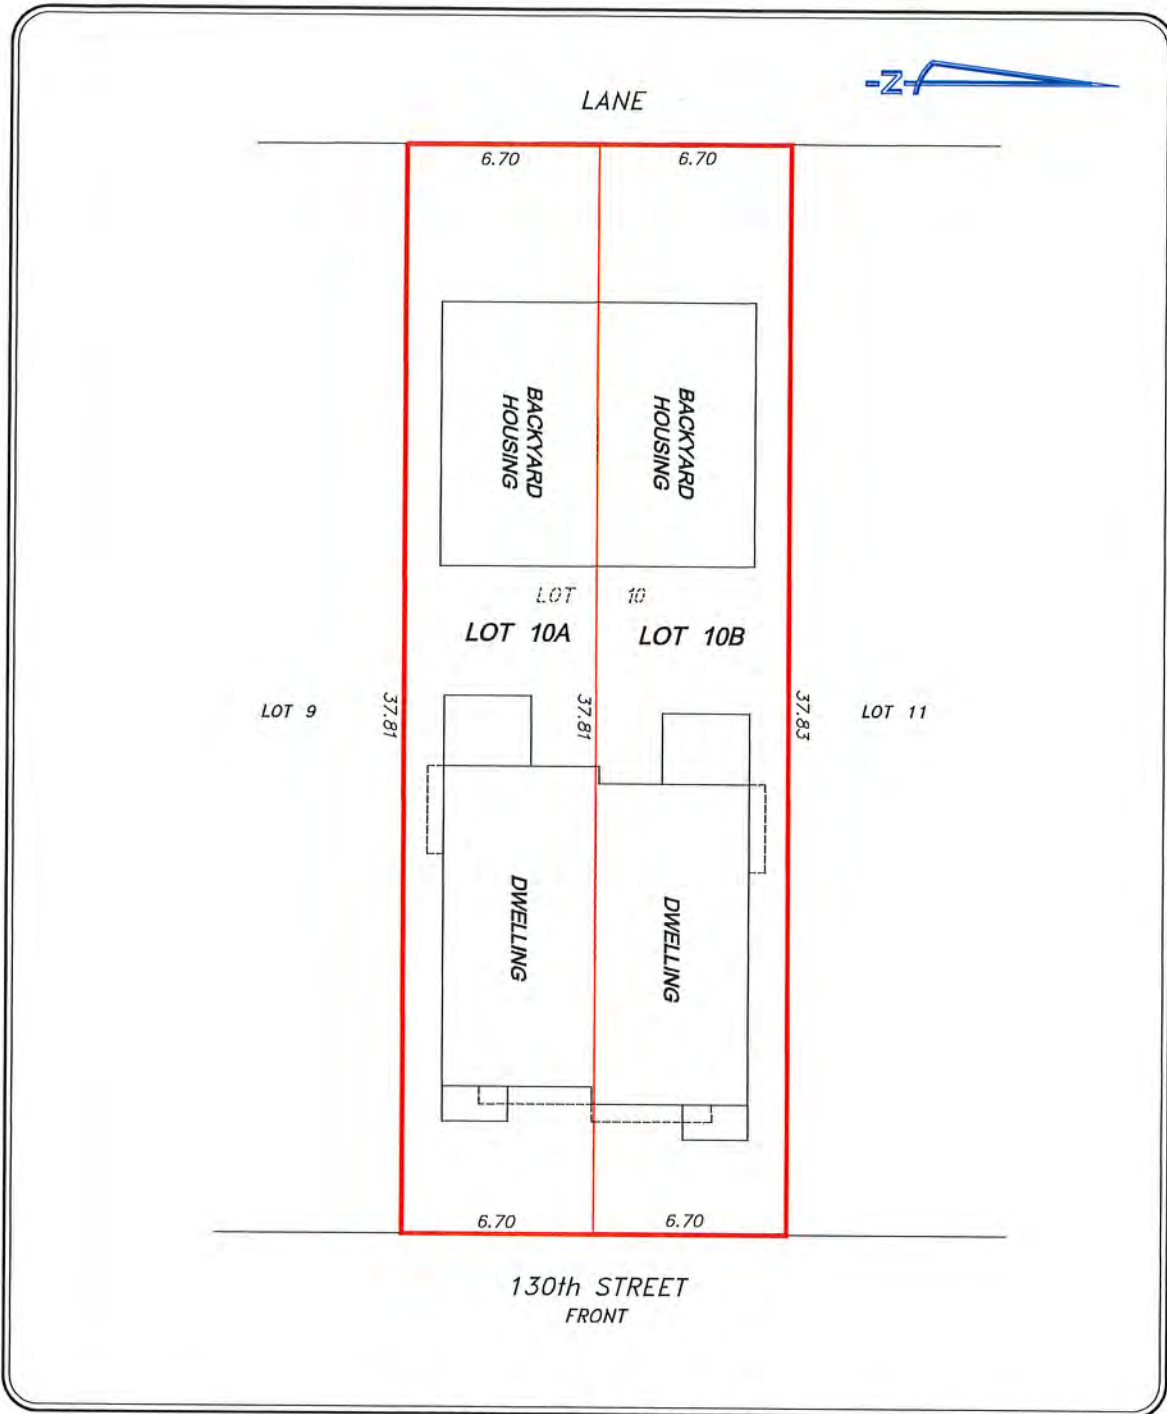 -N-
LANE
6.70 6.70
BACKYARD
HOUSING
BACKYARD
HOUSING
LOT 10
LOT 10A LOT 10B
LOT 9 37.81 37.81 37.83 LOT 11
DWELLING
DWELLING
6.70 6.70
130th STREET
FRONT